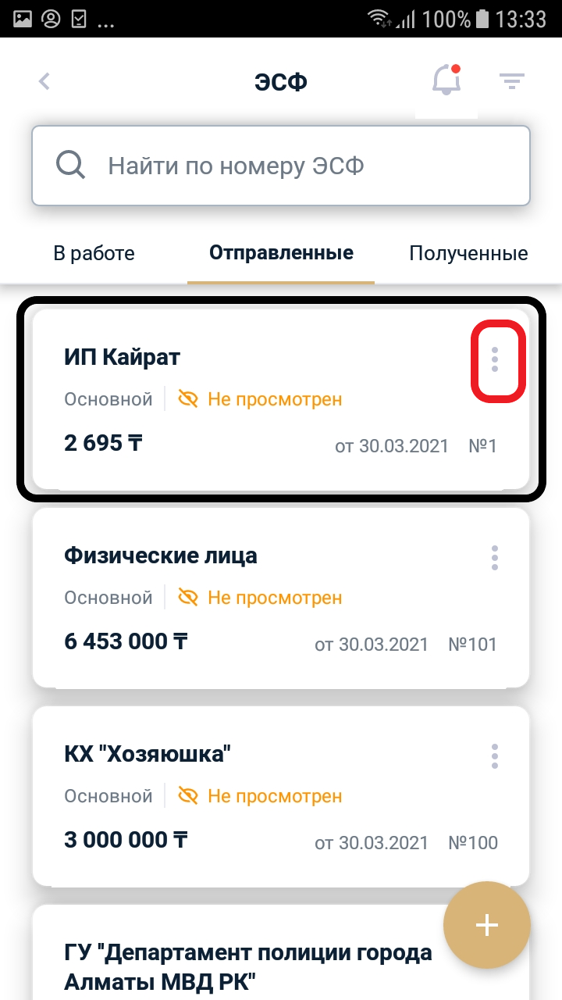 ... 100% 13:33
ЭСФ
Найти по номеру ЭСФ
В работе Отправленные Полученные
ИП Кайрат
Основной Не просмотрен
2 695 ₸ от 30.03.2021 №1
Физические лица
Основной Не просмотрен
6 453 000 ₸ от 30.03.2021 №101
КХ "Хозяюшка"
Основной Не просмотрен
3 000 000 ₸ от 30.03.2021 №100
ГУ "Департамент полиции города
Алматы МВД РК"